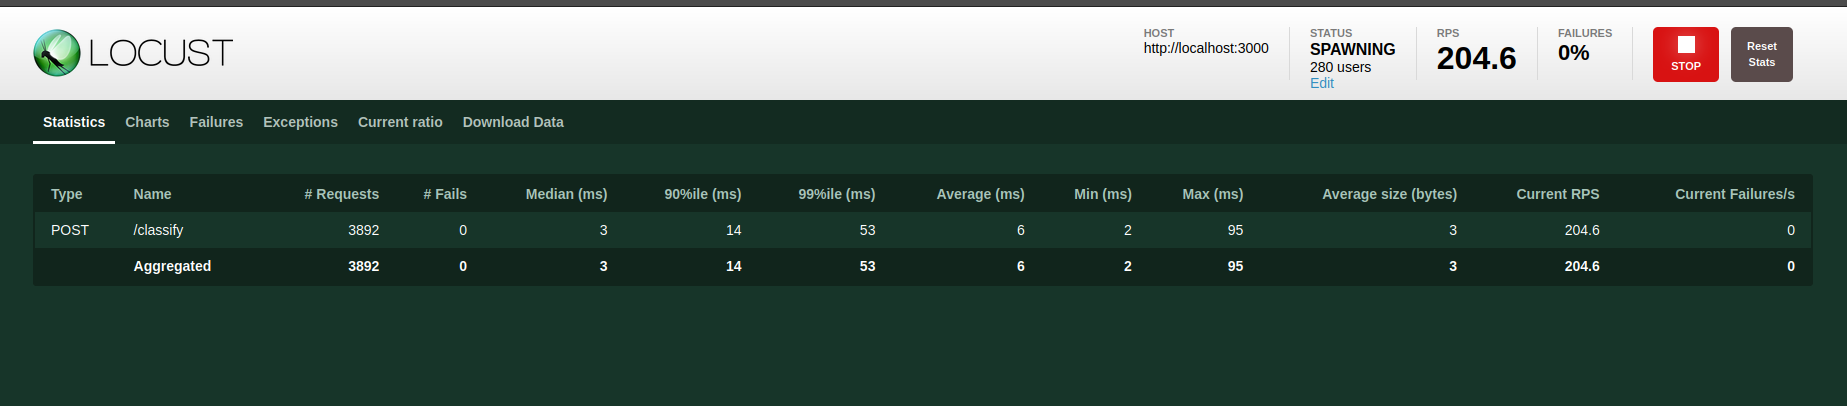 LOCUST
HOST
http://localhost:3000
STATUS
SPAWNING
280 users
Edit
RPS
204.6
FAILURES
0%
STOP
Reset
Stats
Statistics Charts Failures Exceptions Current ratio Download Data
Type Name # Requests # Fails Median (ms) 90%ile (ms) 99%ile (ms) Average (ms) Min (ms) Max (ms) Average size (bytes) Current RPS Current Failures/s
POST /classify 3892 0 3 14 53 6 2 95 3 204.6 0
Aggregated 3892 0 3 14 53 6 2 95 3 204.6 0